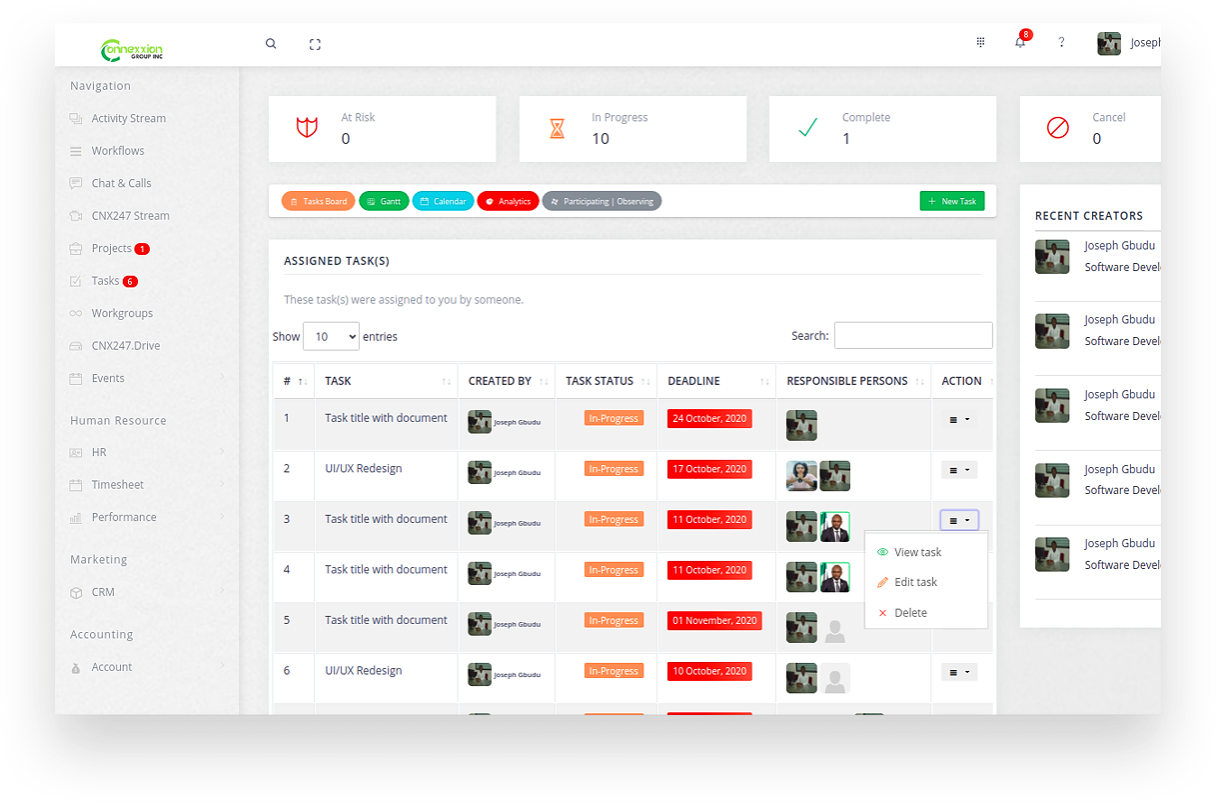 Connexxion
GROUP INC
8
?
Joseph
Navigation
Activity Stream
Workflows
Chat & Calls
CNX247 Stream
Projects 1
Tasks 6
Workgroups
CNX247.Drive
Events
Human Resource
HR
Timesheet
Performance
Marketing
CRM
Accounting
Account
At Risk
0
In Progress
10
Complete
1
Cancel
0
Tasks Board Gantt Calendar Analytics Participating | Observing
+ New Task
ASSIGNED TASK(S)
These task(s) were assigned to you by someone.
Show 10 entries
Search:
# TASK CREATED BY TASK STATUS DEADLINE RESPONSIBLE PERSONS ACTION
1 Task title with document Joseph Gbudu In-Progress 24 October, 2020
2 UI/UX Redesign Joseph Gbudu In-Progress 17 October, 2020
3 Task title with document Joseph Gbudu In-Progress 11 October, 2020
View task
Edit task
Delete
4 Task title with document Joseph Gbudu In-Progress 11 October, 2020
5 Task title with document Joseph Gbudu In-Progress 01 November, 2020
6 UI/UX Redesign Joseph Gbudu In-Progress 10 October, 2020
RECENT CREATORS
Joseph Gbudu
Software Devel
Joseph Gbudu
Software Devel
Joseph Gbudu
Software Devel
Joseph Gbudu
Software Devel
Joseph Gbudu
Software Devel